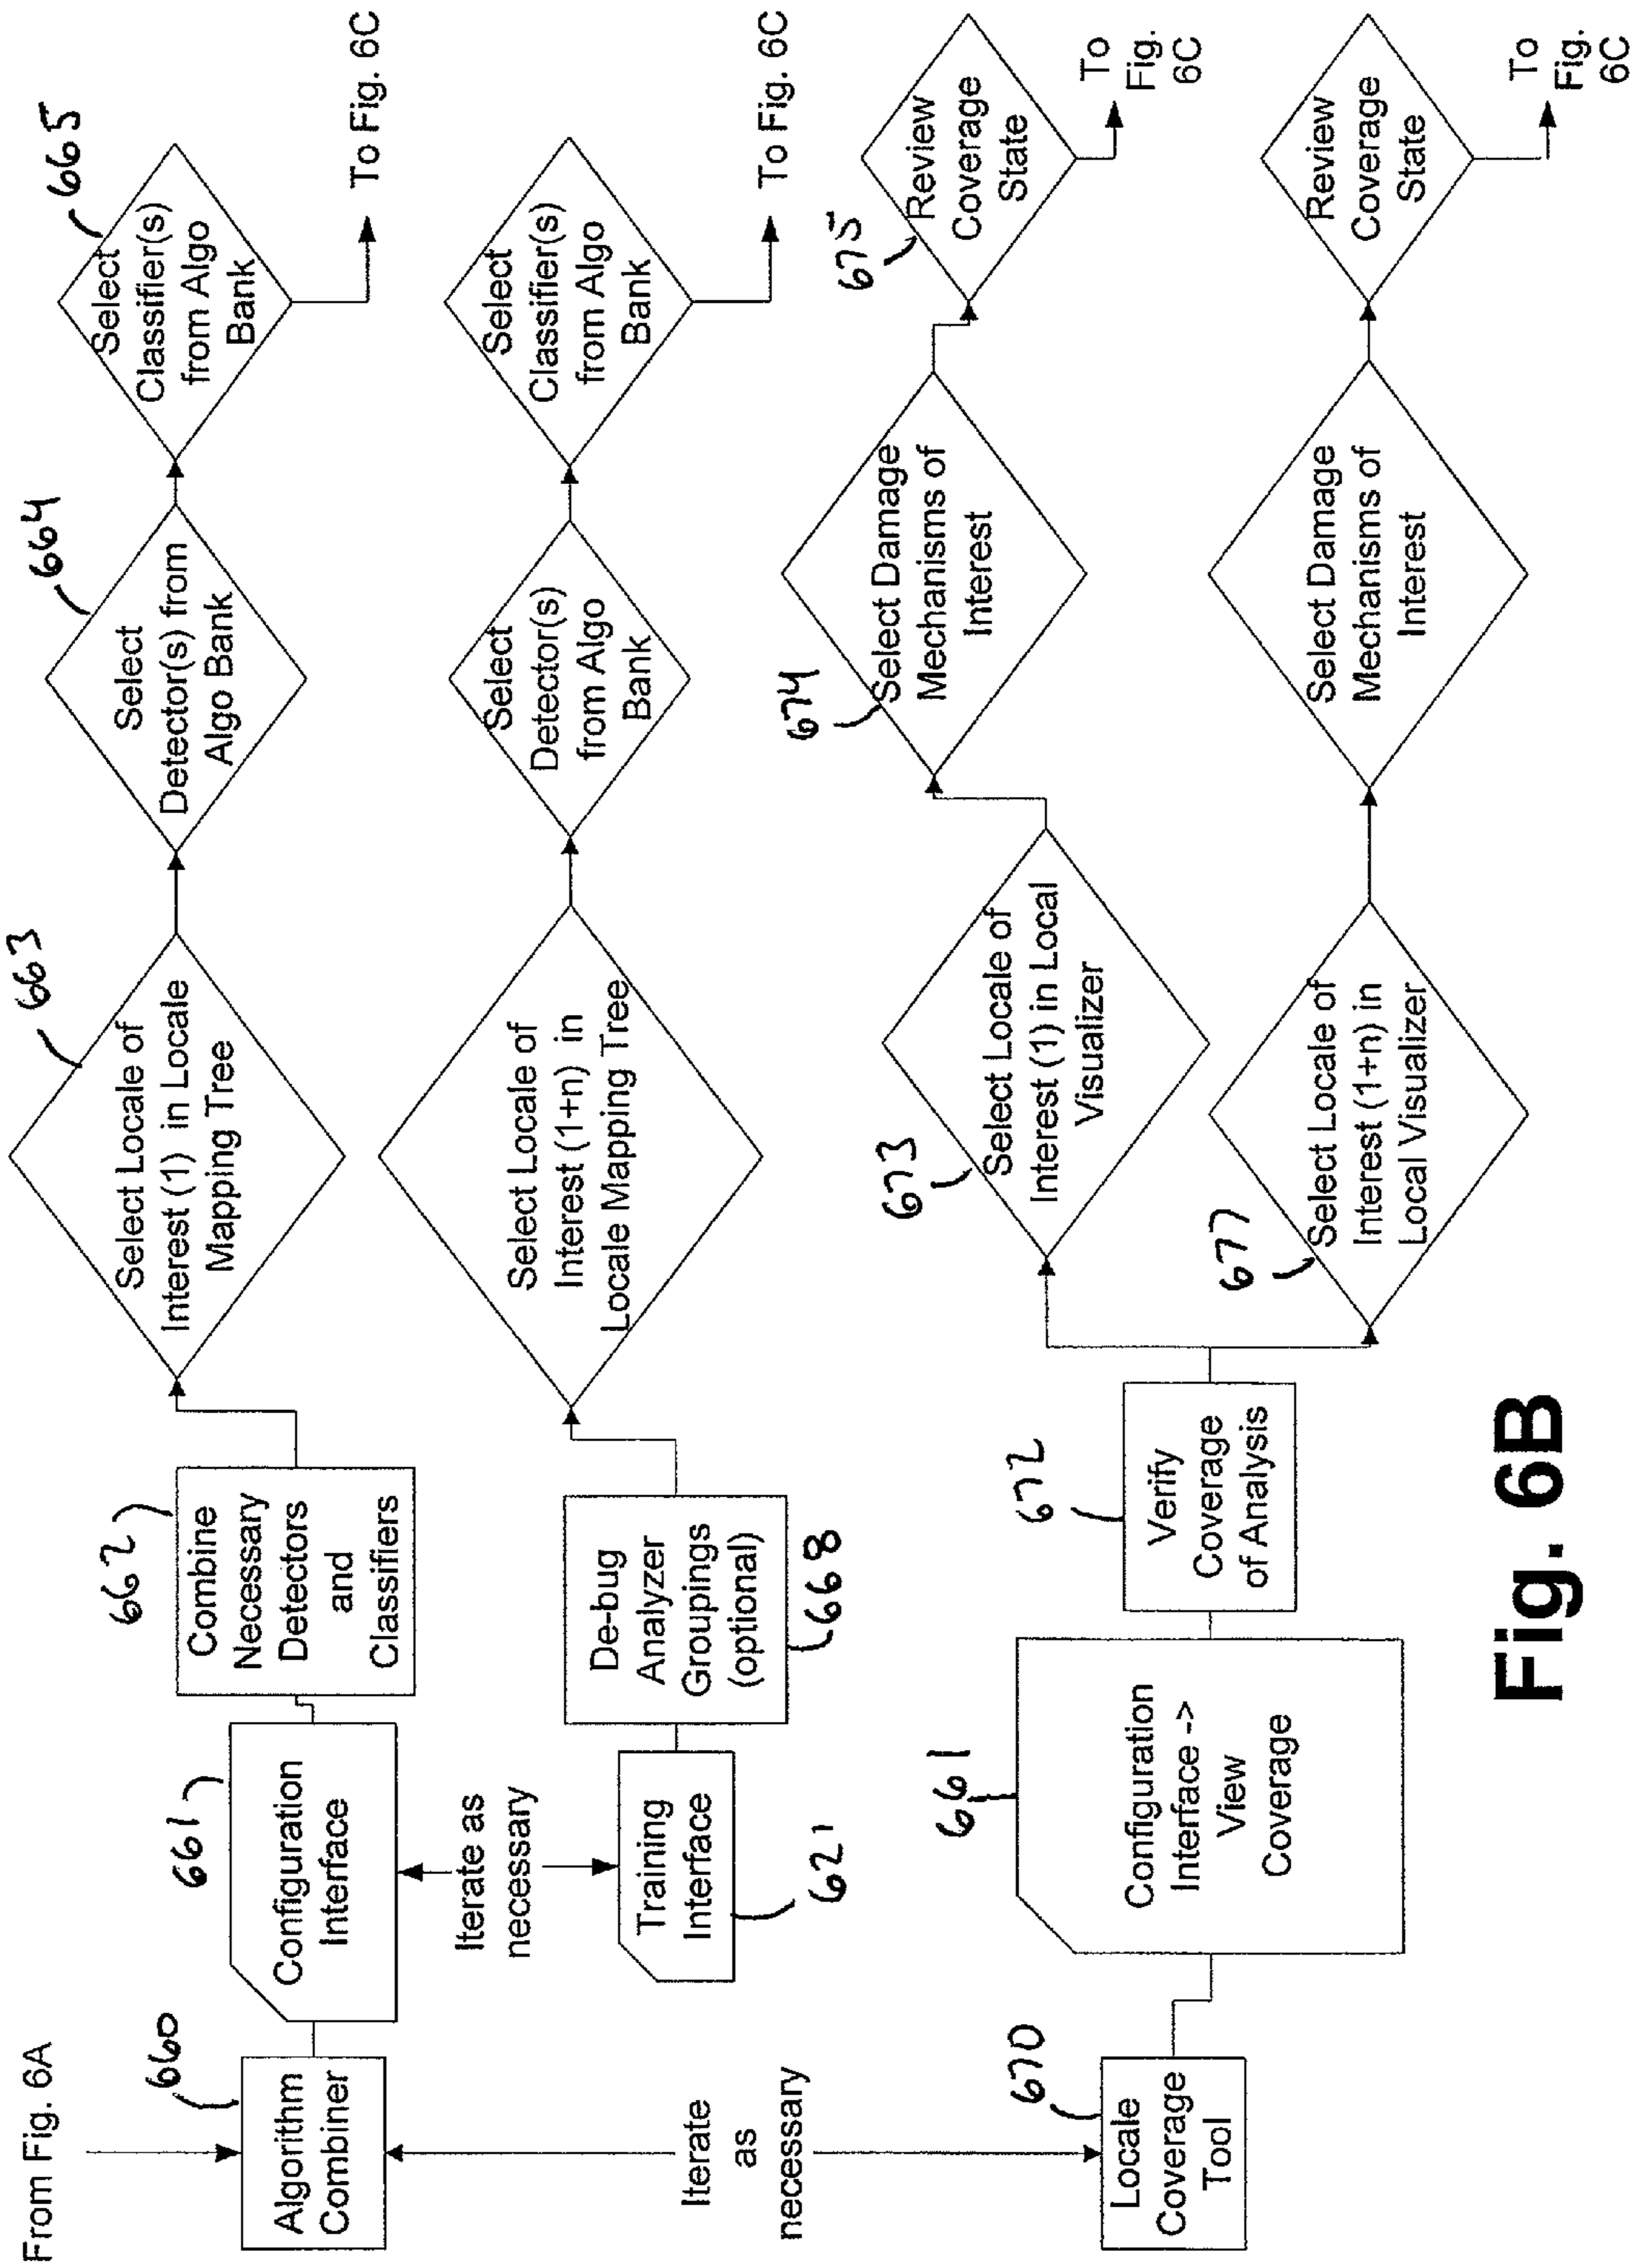 From Fig. 6A
660
Algorithm
Combiner
661
Configuration
Interface
662
Combine
Necessary
Detectors
and
Classifiers
663
Select Locale of
Interest (1) in Locale
Mapping Tree
664
Select
Detector(s) from
Algo Bank
665
Select
Classifier(s)
from Algo
Bank
To Fig. 6C
Iterate as
necessary
Training
Interface
621
De-bug
Analyzer
Groupings
(optional)
668
Select Locale of
Interest (1+n) in
Locale Mapping Tree
Select
Detector(s)
from Algo
Bank
Select
Classifier(s)
from Algo
Bank
To Fig. 6C
Iterate
as
necessary
670
Locale
Coverage
Tool
661
Configuration
Interface ->
View
Coverage
672
Verify
Coverage
of Analysis
673
Select Locale of
Interest (1) in Local
Visualizer
674
Select Damage
Mechanisms of
Interest
675
Review
Coverage
State
To
Fig.
6C
677
Select Locale of
Interest (1+n) in
Local Visualizer
Select Damage
Mechanisms of
Interest
Review
Coverage
State
To
Fig.
6C
Fig. 6B